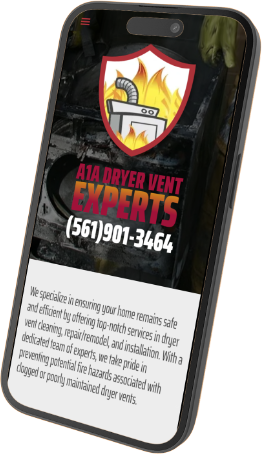 A1A DRYER VENT
EXPERTS
(561)901-3464
We specialize in ensuring your home remains safe
and efficient by offering top-notch services in dryer
vent cleaning, repair/remodel, and installation. With a
dedicated team of experts, we take pride in
preventing potential fire hazards associated with
clogged or poorly maintained dryer vents.